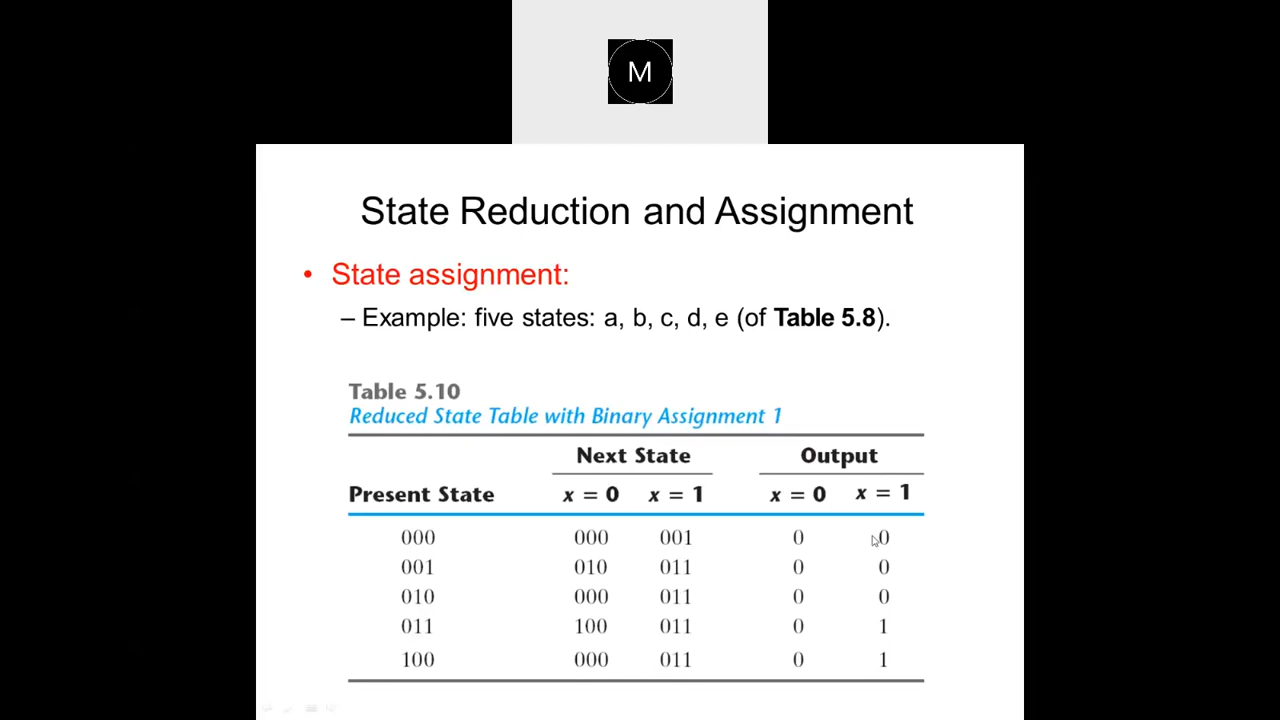 M
State Reduction and Assignment
• State assignment:
– Example: five states: a, b, c, d, e (of Table 5.8).
Table 5.10
Reduced State Table with Binary Assignment 1
Next State Output
Present State x = 0 x = 1 x = 0 x = 1
000 000 001 0 0
001 010 011 0 0
010 000 011 0 0
011 100 011 0 1
100 000 011 0 1